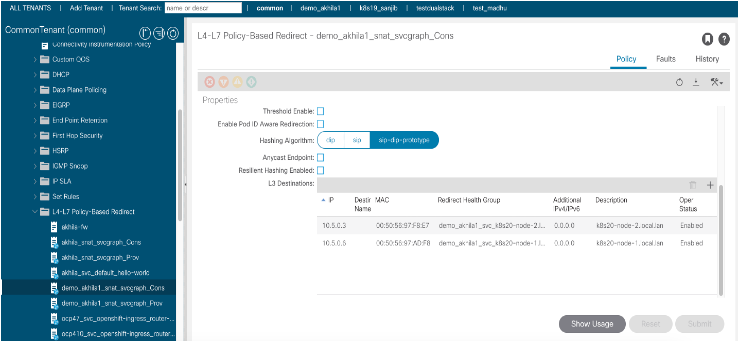 ALL TENANTS | Add Tenant | Tenant Search: name or descr | common | demo_akhila1 | k8s19_sanjib | testdualstack | test_madhu
CommonTenant (common)
Connectivity Instrumentation Policy
Custom QOS
DHCP
Data Plane Policing
EIGRP
End Point Retention
First Hop Security
HSRP
IGMP Snoop
IP SLA
Set Rules
L4-L7 Policy-Based Redirect
akhila-fw
akhila_snat_svcgraph_Cons
akhila_snat_svcgraph_Prov
akhila_svc_default_hello-world
demo_akhila1_snat_svcgraph_Cons
demo_akhila1_snat_svcgraph_Prov
ocp47_svc_openshift-ingress_router-...
ocp410_svc_openshift-ingress_router...
L4-L7 Policy-Based Redirect - demo_akhila1_snat_svcgraph_Cons
Policy Faults History
Properties
Threshold Enable:
Enable Pod ID Aware Redirection:
Hashing Algorithm: dip sip sip-dip-prototype
Anycast Endpoint:
Resilient Hashing Enabled:
L3 Destinations:
IP Destir Name MAC Redirect Health Group Additional IPv4/IPv6 Description Oper Status
10.5.0.3 00:50:56:97:F8:E7 demo_akhila1_svc_k8s20-node-2.l... 0.0.0.0 k8s20-node-2.local.lan Enabled
10.5.0.5 00:50:56:97:AD:F8 demo_akhila1_svc_k8s20-node-1.l... 0.0.0.0 k8s20-node-1.local.lan Enabled
Show Usage Reset Submit